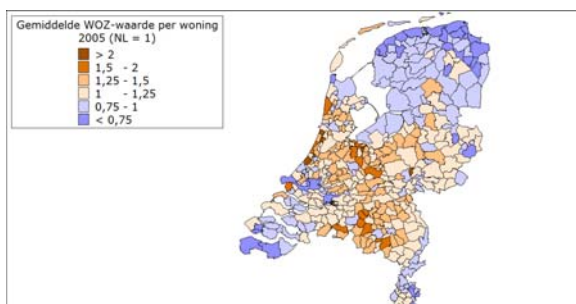 Gemiddelde WOZ-waarde per woning
2005 (NL = 1)
> 2
1,5 - 2
1,25 - 1,5
1 - 1,25
0,75 - 1
< 0,75